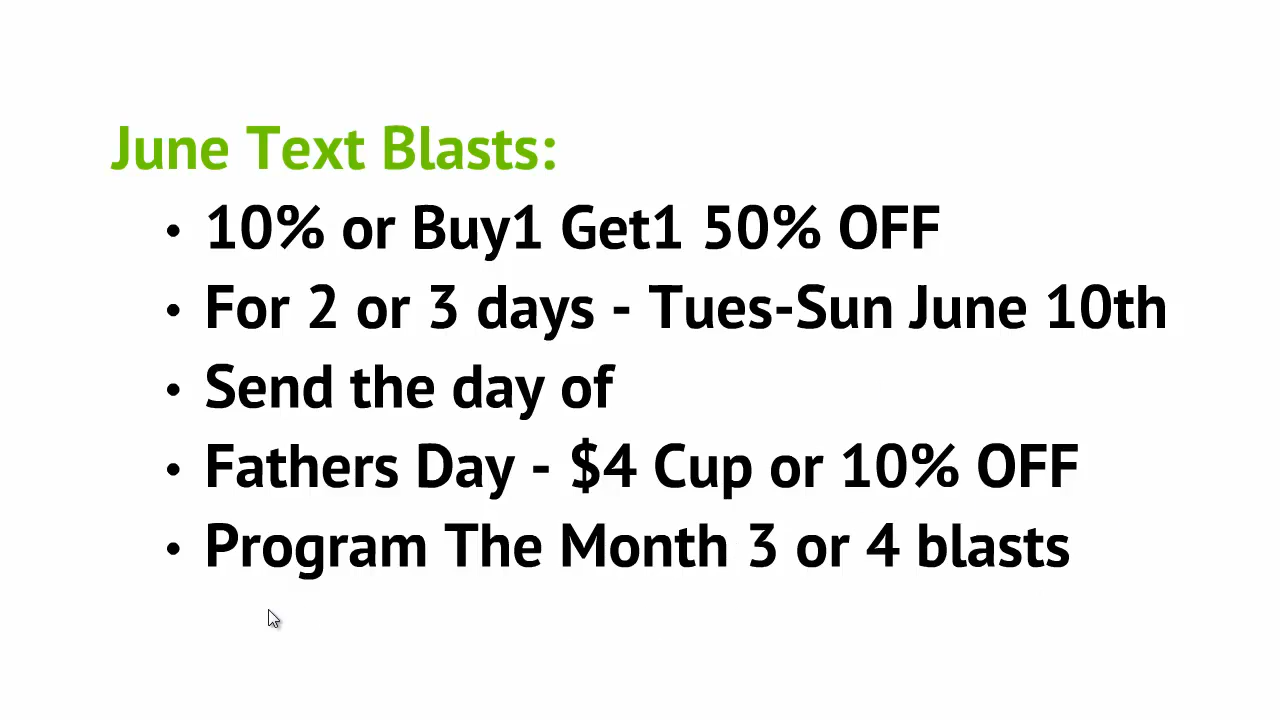 June Text Blasts:
• 10% or Buy1 Get1 50% OFF
• For 2 or 3 days - Tues-Sun June 10th
• Send the day of
• Fathers Day - $4 Cup or 10% OFF
• Program The Month 3 or 4 blasts